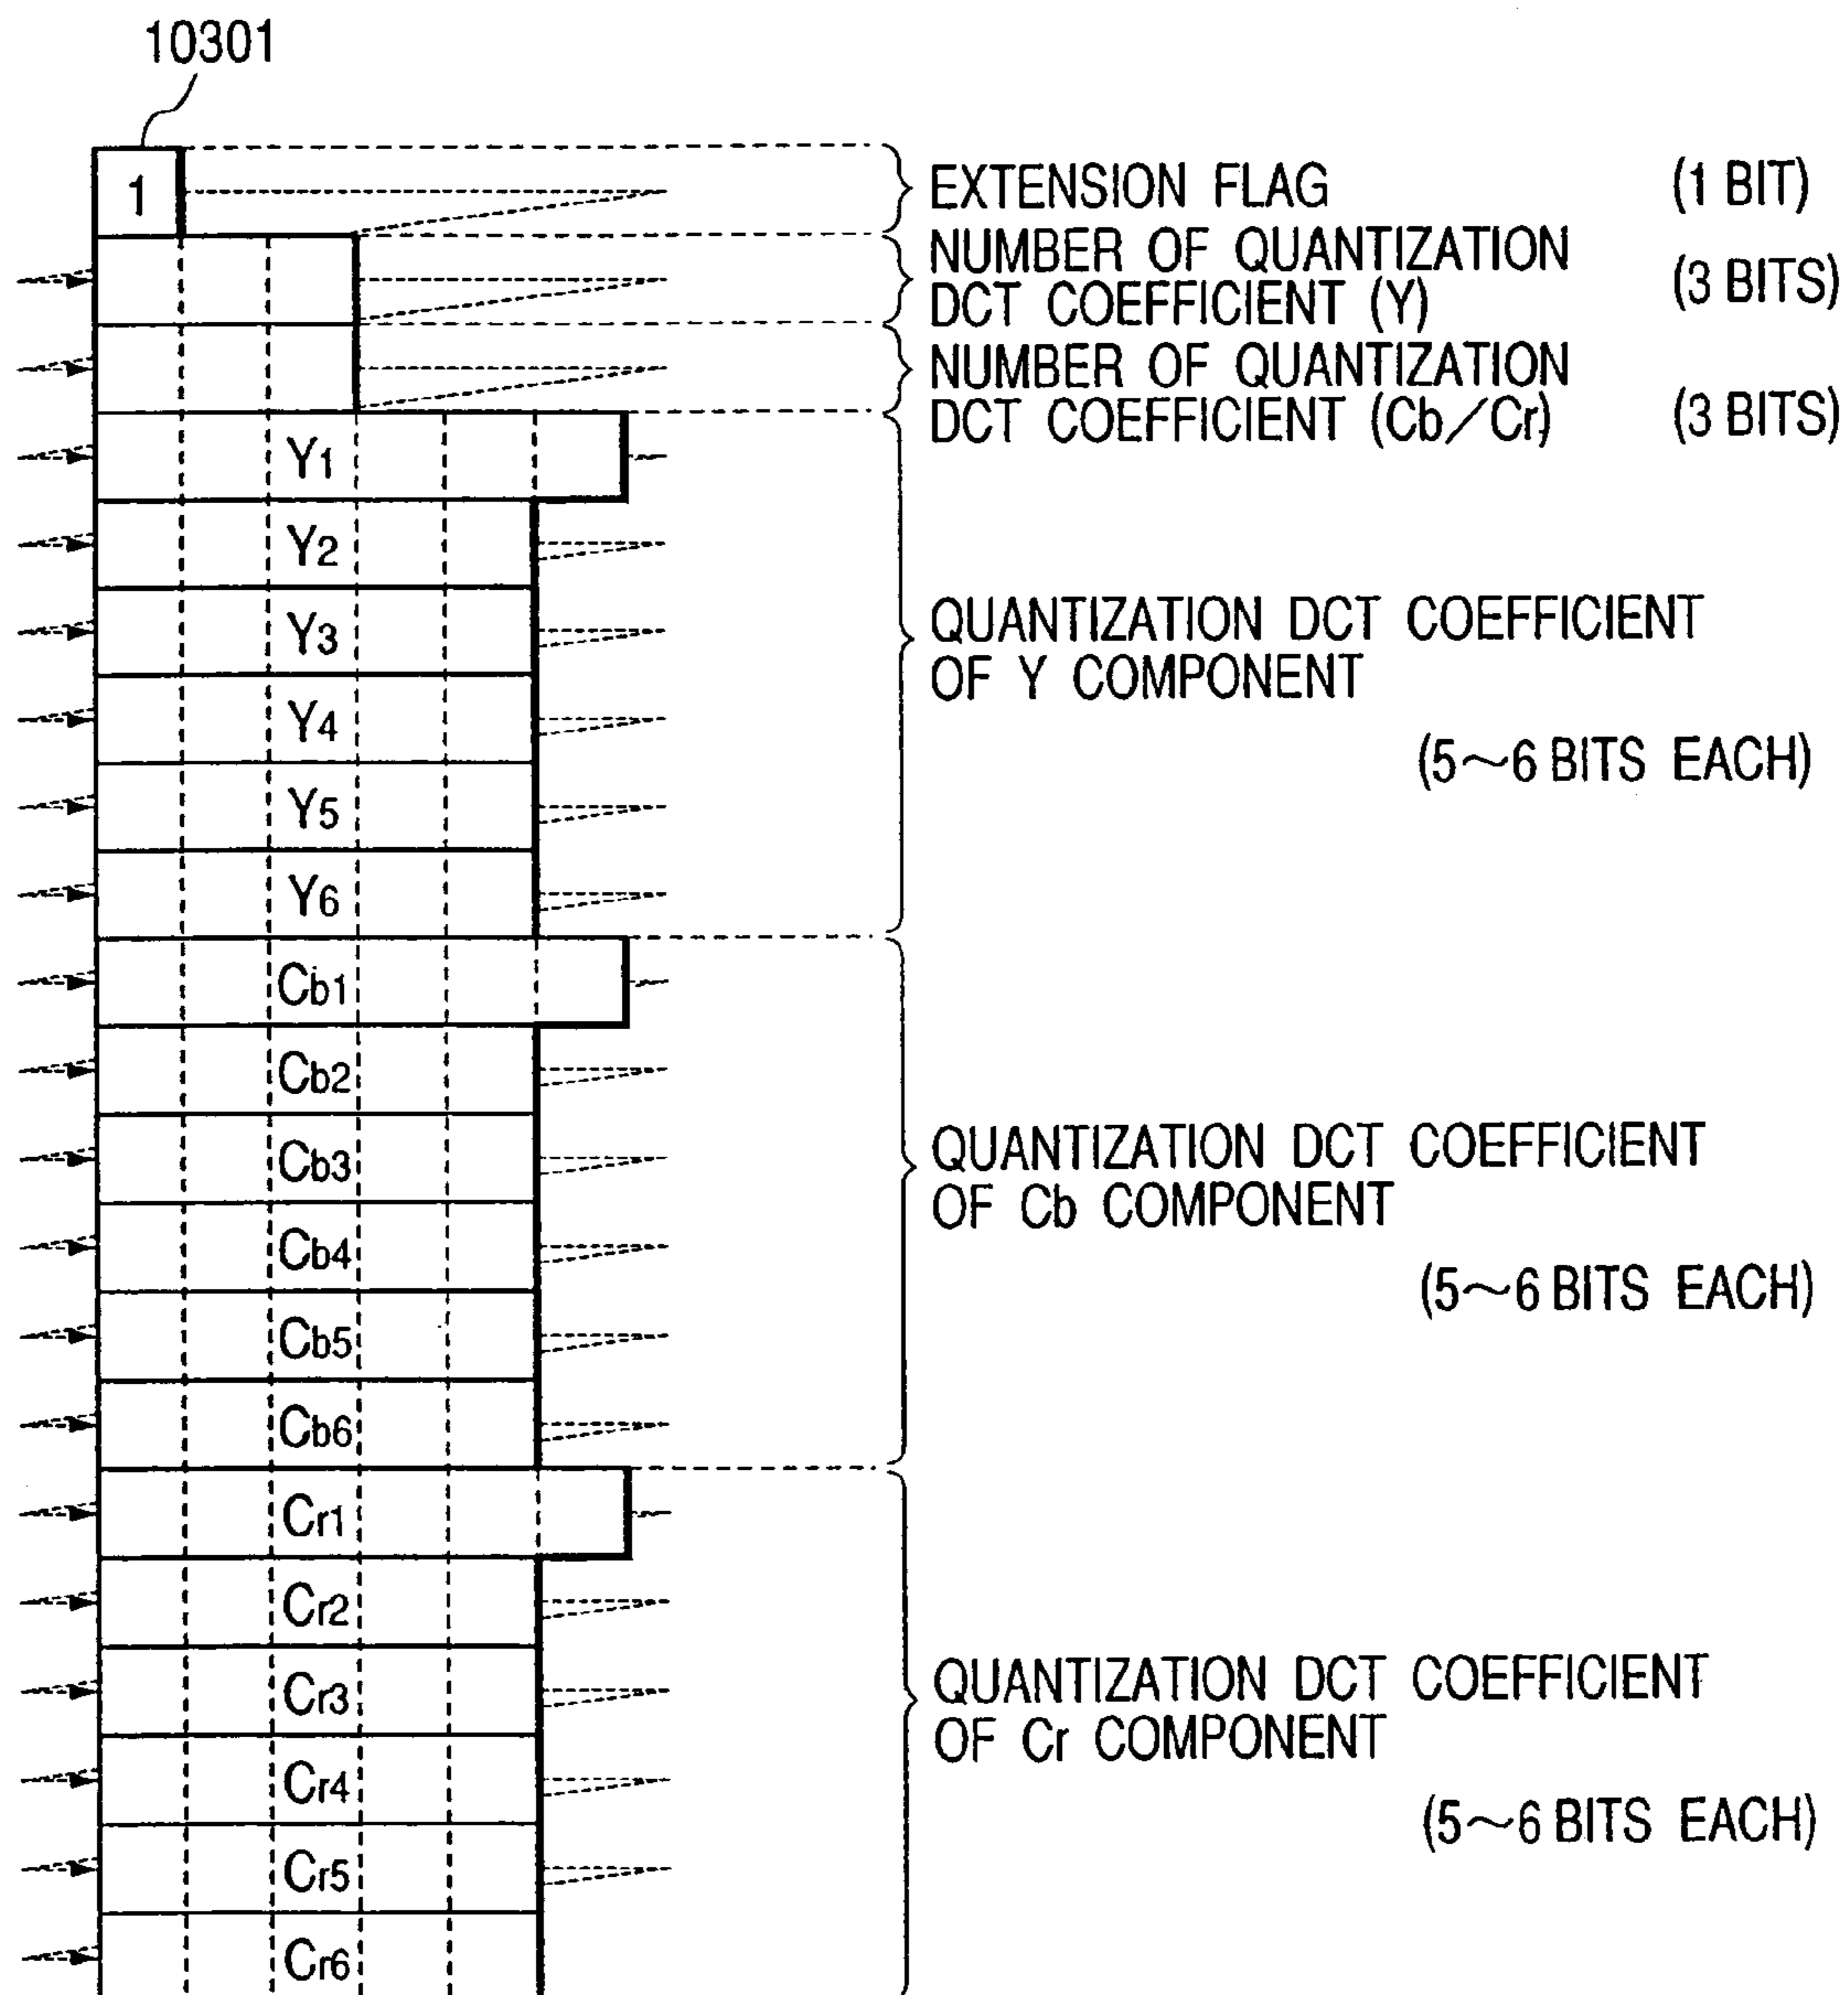 10301
1
EXTENSION FLAG (1 BIT)
NUMBER OF QUANTIZATION
DCT COEFFICIENT (Y) (3 BITS)
NUMBER OF QUANTIZATION
DCT COEFFICIENT (Cb/Cr) (3 BITS)
Y1
Y2
Y3
Y4
Y5
Y6
QUANTIZATION DCT COEFFICIENT
OF Y COMPONENT
(5~6 BITS EACH)
Cb1
Cb2
Cb3
Cb4
Cb5
Cb6
QUANTIZATION DCT COEFFICIENT
OF Cb COMPONENT
(5~6 BITS EACH)
Cr1
Cr2
Cr3
Cr4
Cr5
Cr6
QUANTIZATION DCT COEFFICIENT
OF Cr COMPONENT
(5~6 BITS EACH)